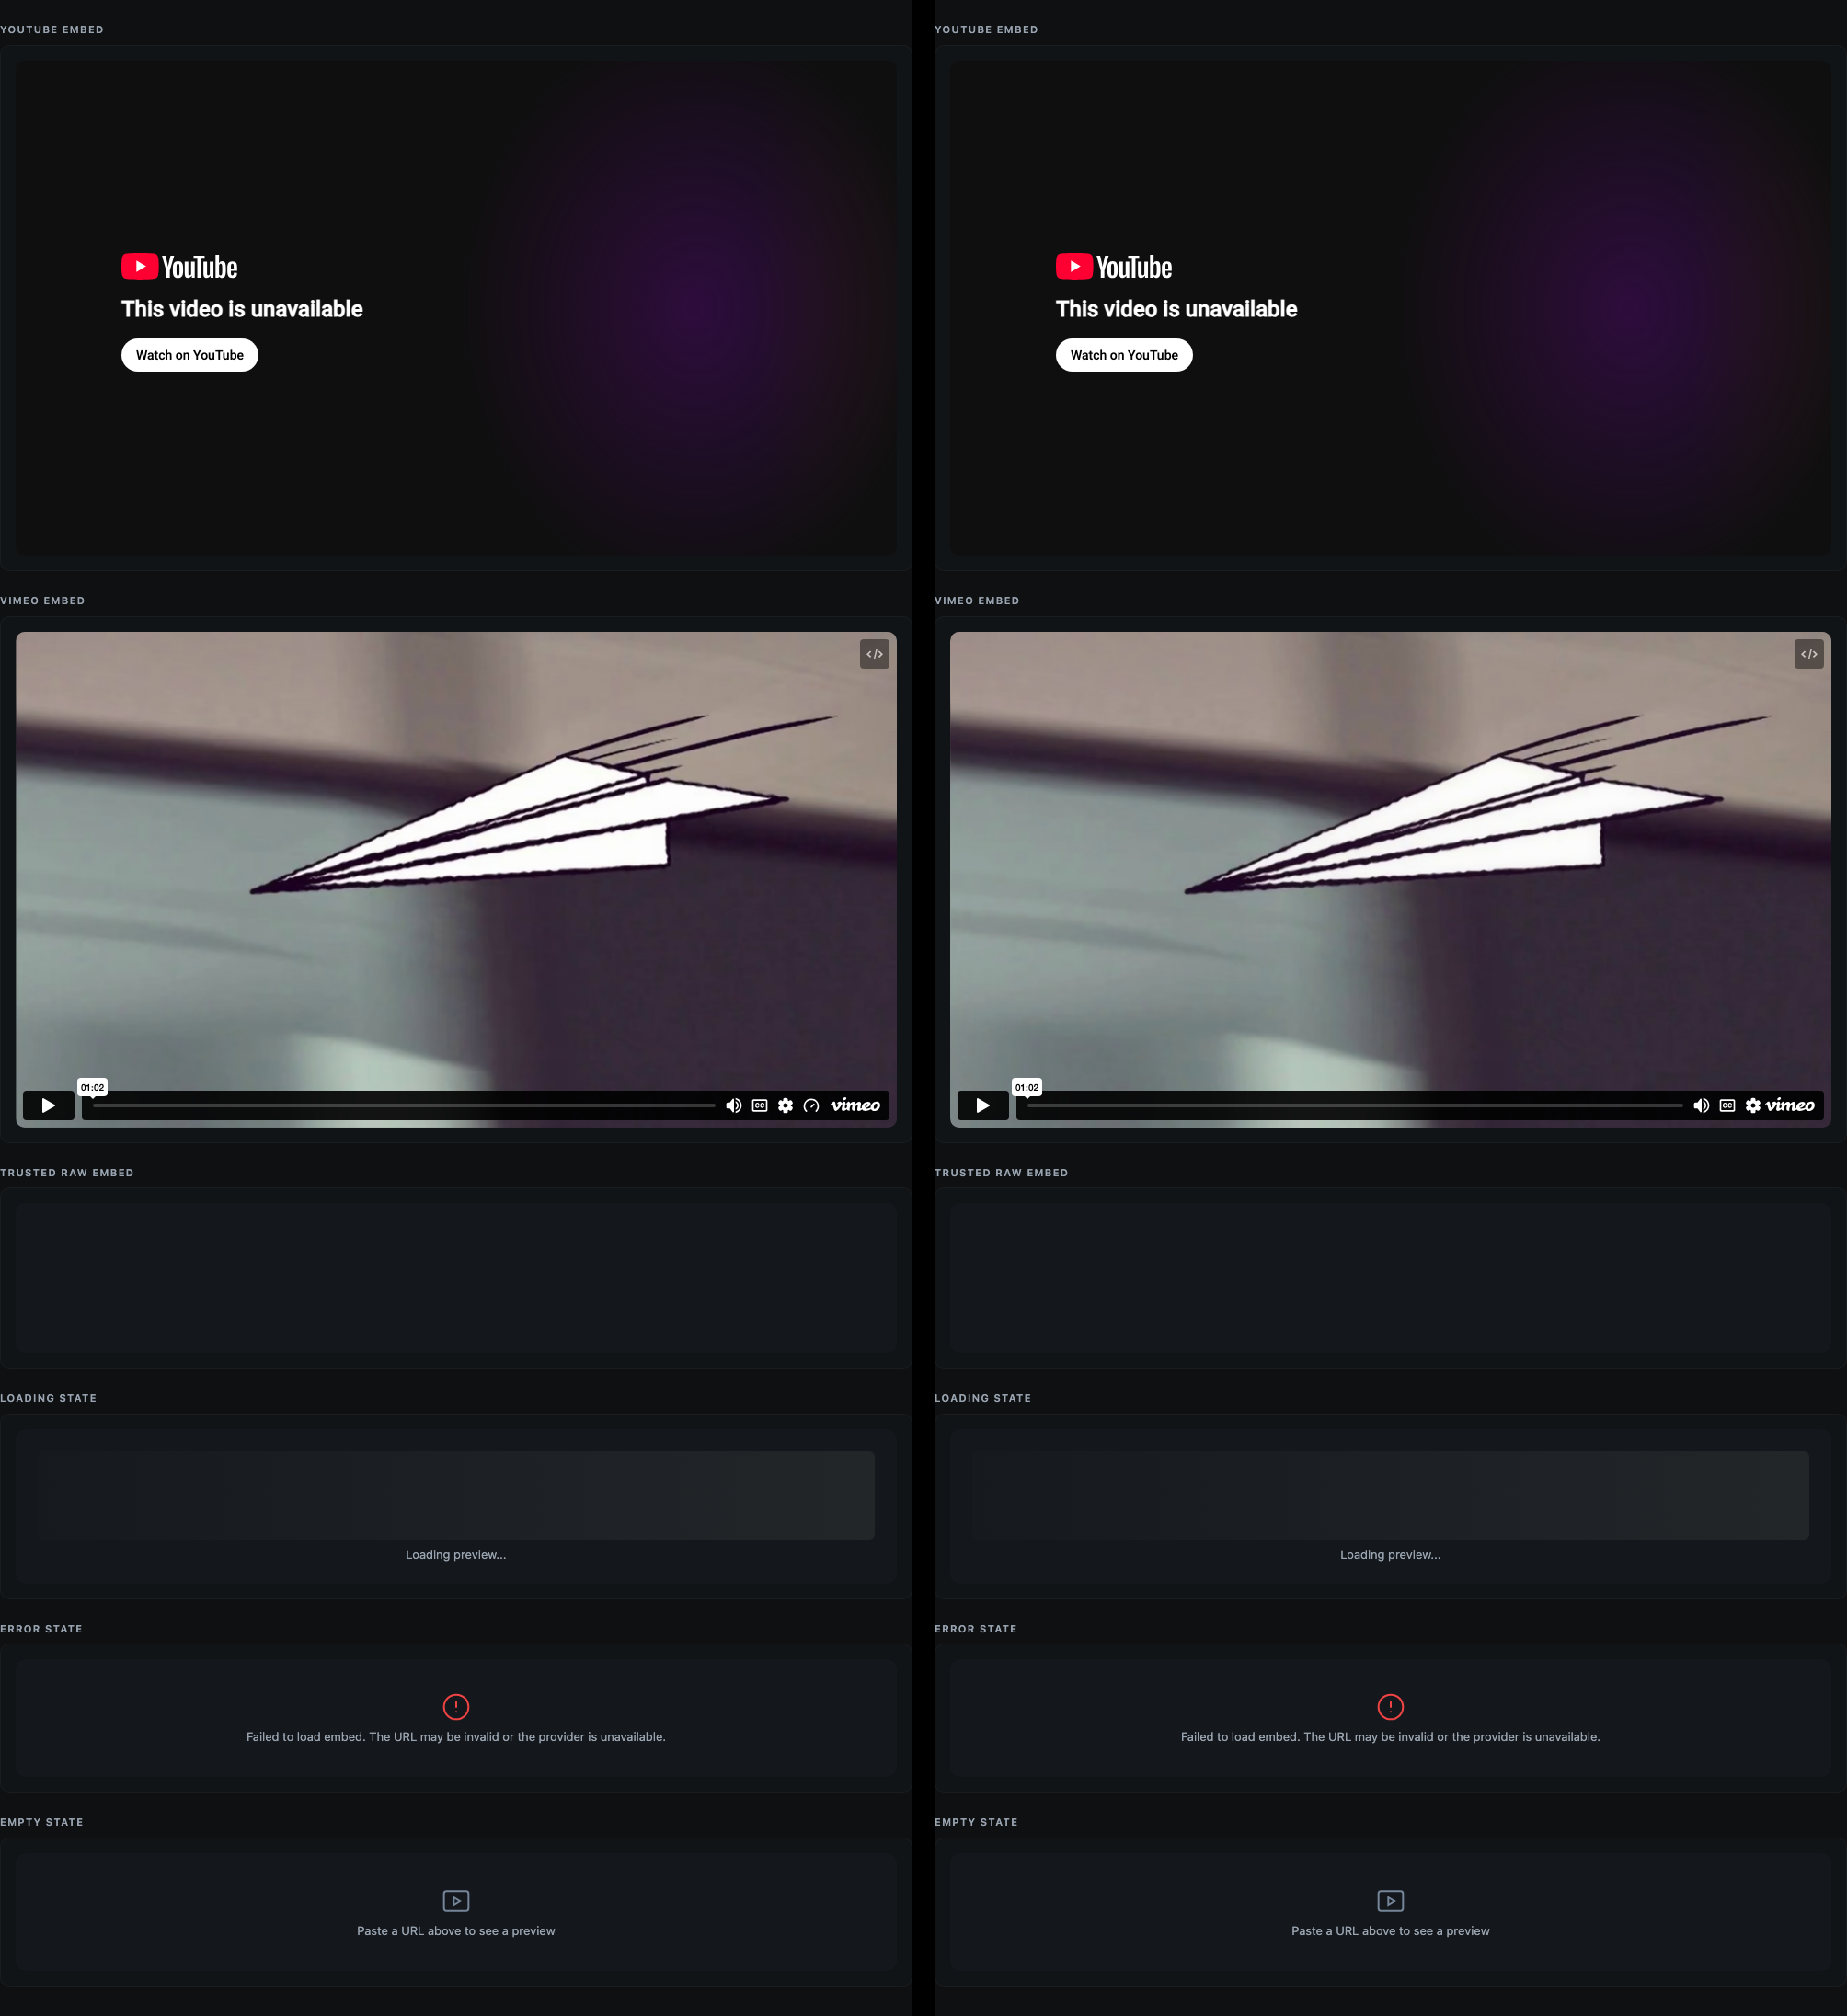 YOUTUBE EMBED
YouTube
This video is unavailable
Watch on YouTube
VIMEO EMBED
</>
01:02
CC
vimeo
TRUSTED RAW EMBED
LOADING STATE
Loading preview...
ERROR STATE
Failed to load embed. The URL may be invalid or the provider is unavailable.
EMPTY STATE
Paste a URL above to see a preview
YOUTUBE EMBED
YouTube
This video is unavailable
Watch on YouTube
VIMEO EMBED
</>
01:02
CC
vimeo
TRUSTED RAW EMBED
LOADING STATE
Loading preview...
ERROR STATE
Failed to load embed. The URL may be invalid or the provider is unavailable.
EMPTY STATE
Paste a URL above to see a preview